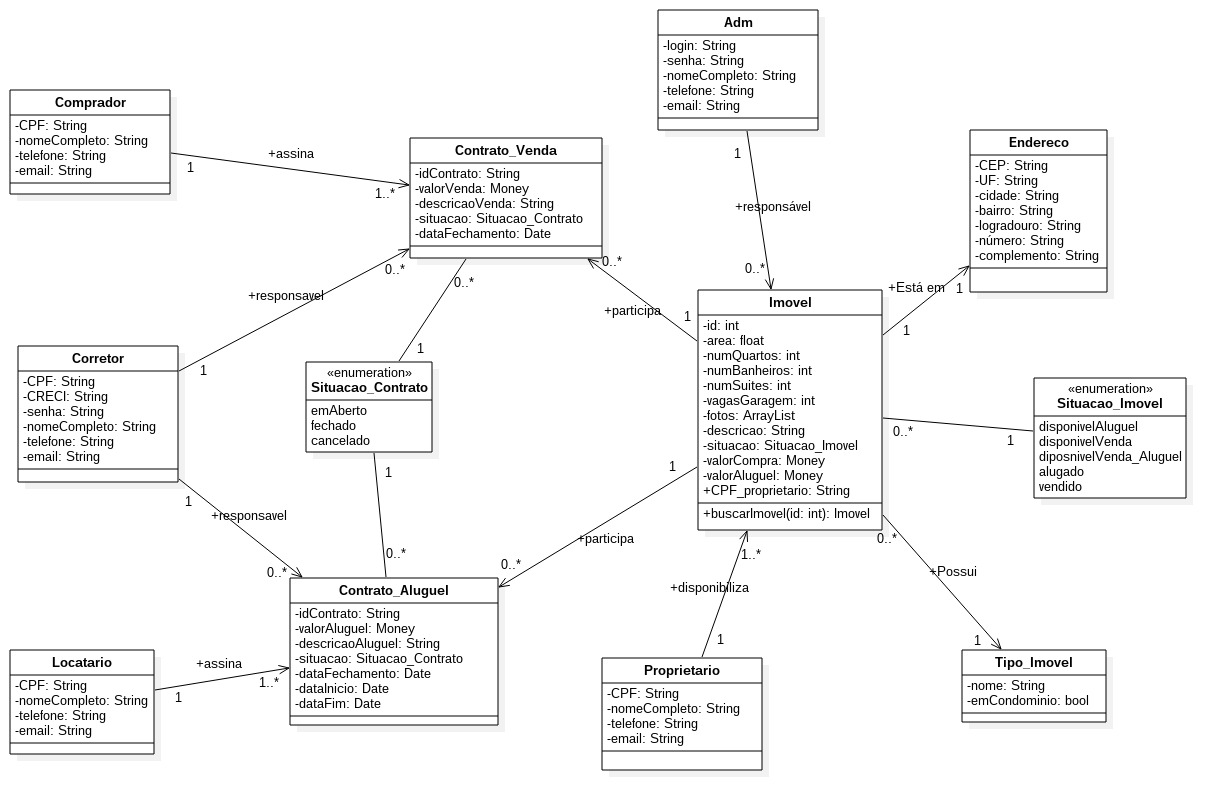 Adm
-login: String
-senha: String
-nomeCompleto: String
-telefone: String
-email: String
Comprador
-CPF: String
-nomeCompleto: String
-telefone: String
-email: String
+assina
1
1..*
Contrato_Venda
-idContrato: String
-valorVenda: Money
-descricaoVenda: String
-situacao: Situacao_Contrato
-dataFechamento: Date
1
+responsável
0..*
Endereco
-CEP: String
-UF: String
-cidade: String
-bairro: String
-logradouro: String
-número: String
-complemento: String
0..*
+responsavel
1
0..*
1
0..*
+participa
1
+Está em
1
1
Imovel
-id: int
-area: float
-numQuartos: int
-numBanheiros: int
-numSuites: int
-vagasGaragem: int
-fotos: ArrayList
-descricao: String
-situacao: Situacao_Imovel
-valorCompra: Money
-valorAluguel: Money
+CPF_proprietario: String
+buscarImovel(id: int): Imovel
Corretor
-CPF: String
-CRECI: String
-senha: String
-nomeCompleto: String
-telefone: String
-email: String
«enumeration»
Situacao_Contrato
emAberto
fechado
cancelado
«enumeration»
Situacao_Imovel
disponivelAluguel
disponivelVenda
diposnivelVenda_Aluguel
alugado
vendido
0..*
1
1
+responsavel
0..*
1
0..*
1
+participa
0..*
0..*
+Possui
1
1..*
+disponibiliza
1
Contrato_Aluguel
-idContrato: String
-valorAluguel: Money
-descricaoAluguel: String
-situacao: Situacao_Contrato
-dataFechamento: Date
-dataInicio: Date
-dataFim: Date
Locatario
-CPF: String
-nomeCompleto: String
-telefone: String
-email: String
+assina
1
1..*
Proprietario
-CPF: String
-nomeCompleto: String
-telefone: String
-email: String
Tipo_Imovel
-nome: String
-emCondominio: bool